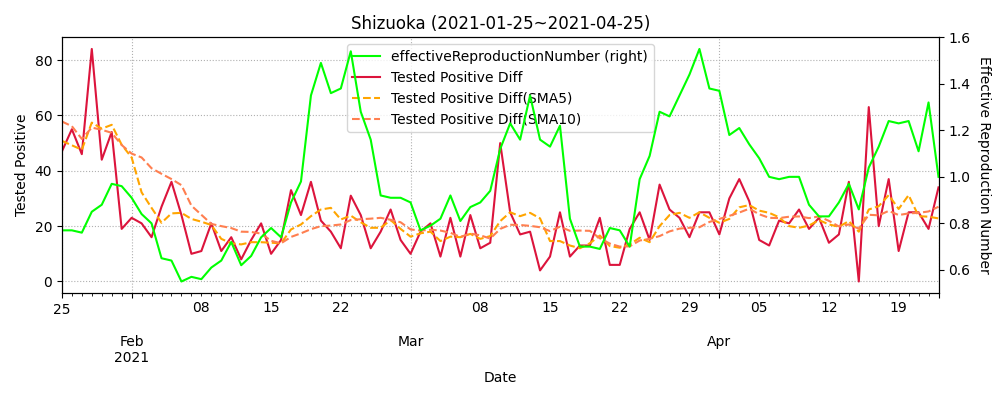 Shizuoka (2021-01-25~2021-04-25)
effectiveReproductionNumber (right)
Tested Positive Diff
Tested Positive Diff(SMA5)
Tested Positive Diff(SMA10)
Tested Positive
80
60
40
20
0
1.6
1.4
1.2
1.0
0.8
0.6
Effective Reproduction Number
25 08 15 22 08 15 22 29 05 12 19
Feb Mar Apr
2021
Date